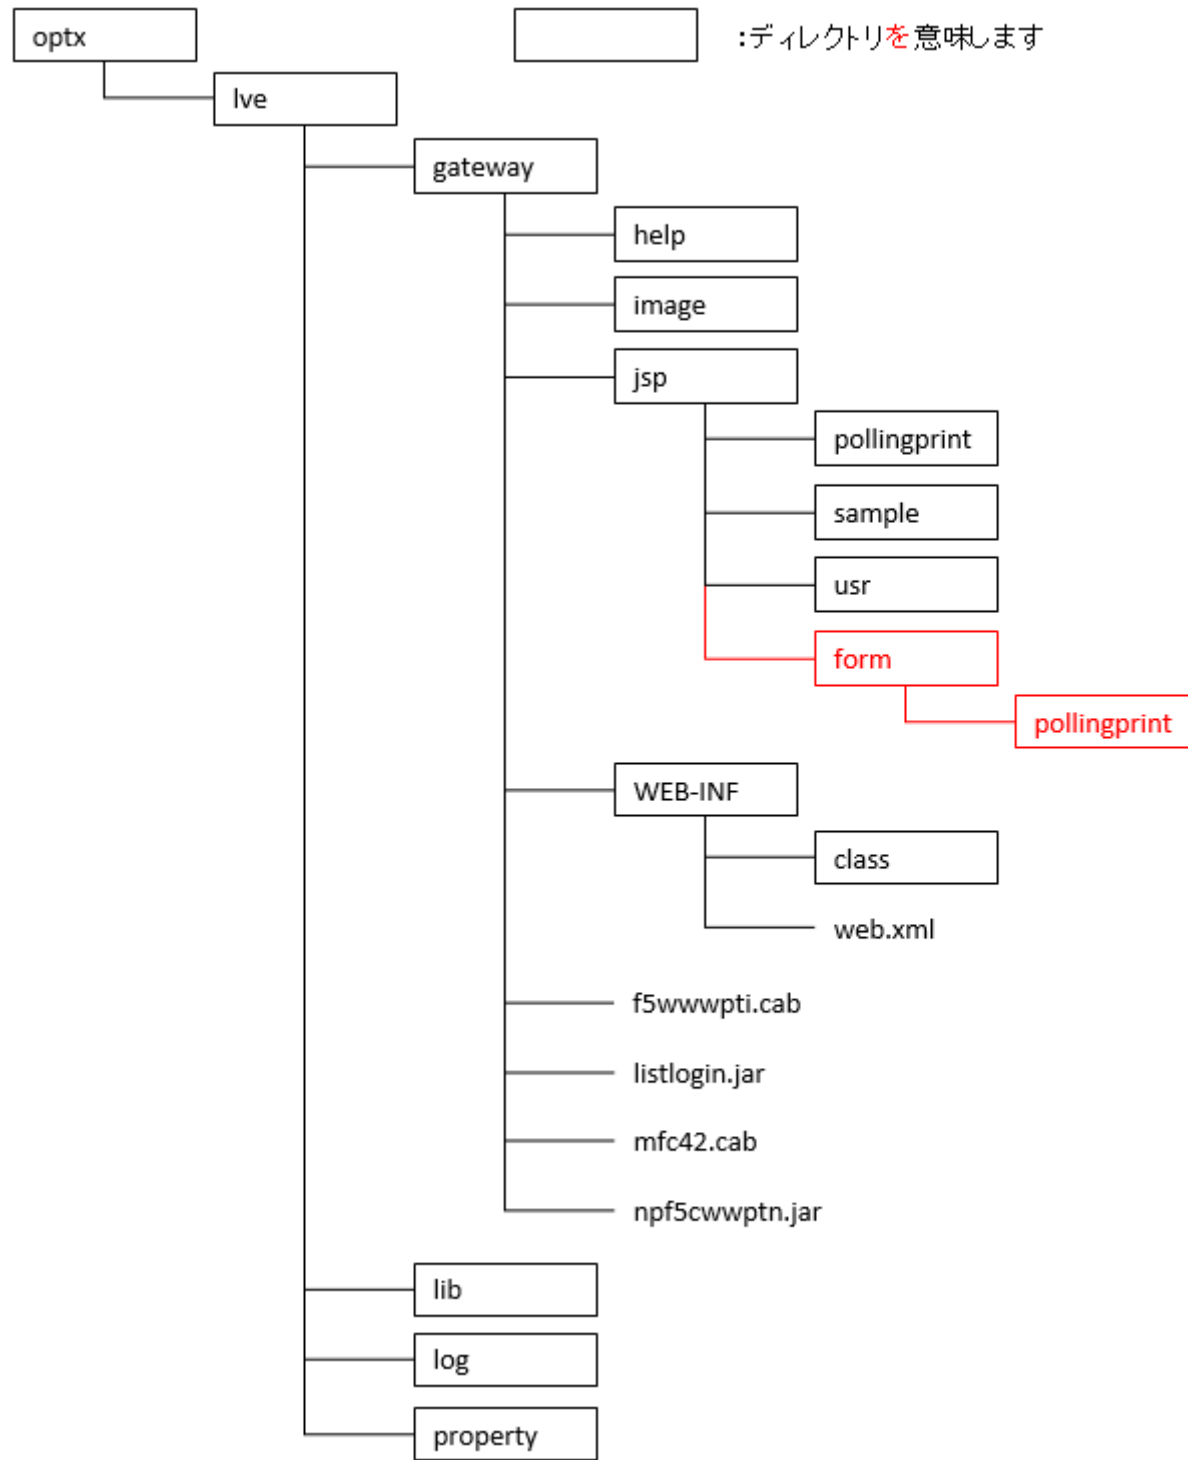 optx
:ディレクトリを意味します
lve
gateway
help
image
jsp
pollingprint
sample
usr
form
pollingprint
WEB-INF
class
web.xml
f5wwwpti.cab
listlogin.jar
mfc42.cab
npf5cwwptn.jar
lib
log
property